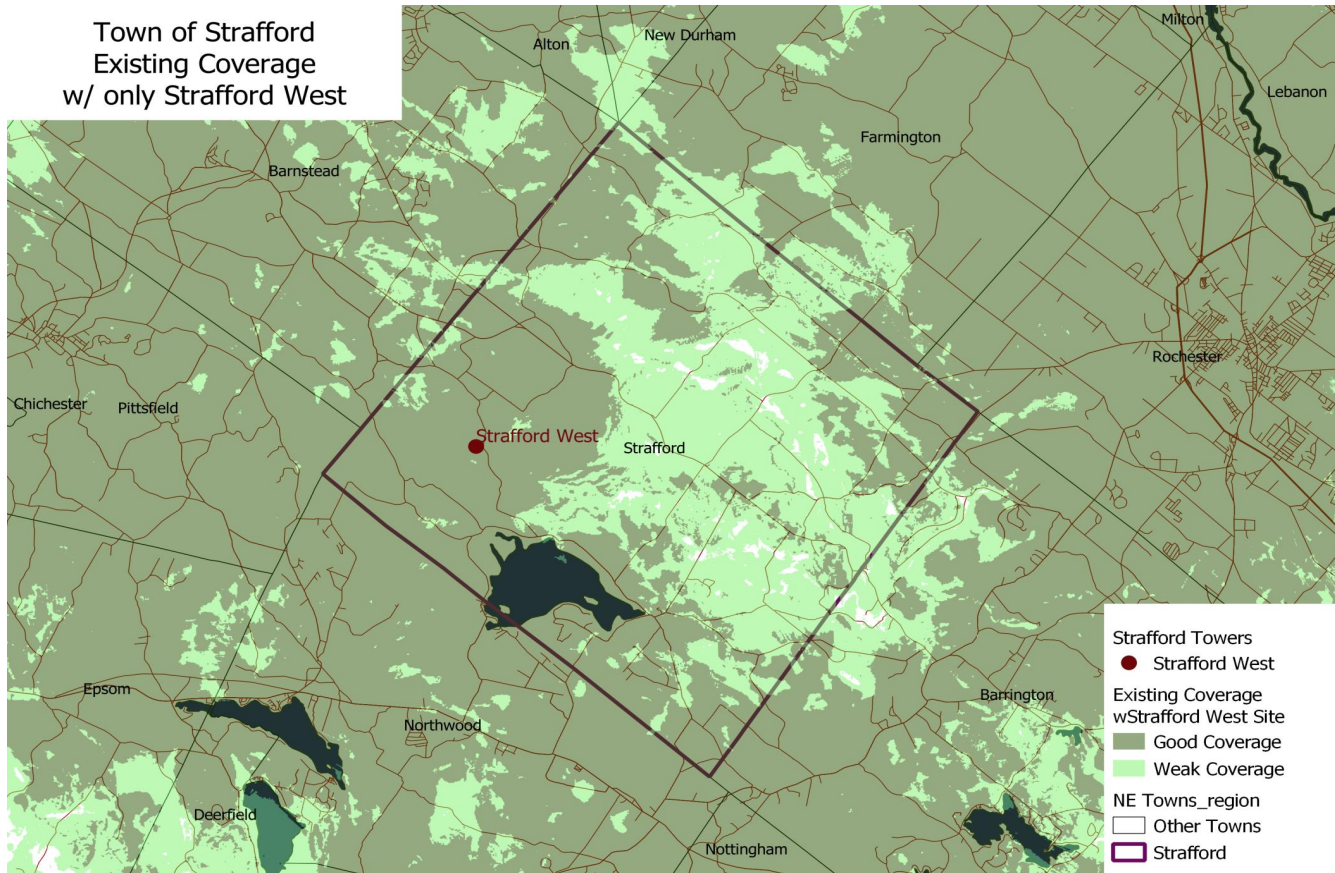 Town of Strafford
Existing Coverage
w/ only Strafford West
Alton
New Durham
Milton
Lebanon
Farmington
Barnstead
Rochester
Chichester
Pittsfield
Strafford West
Strafford
Epsom
Northwood
Barrington
Deerfield
Nottingham
Strafford Towers
Strafford West
Existing Coverage
wStrafford West Site
Good Coverage
Weak Coverage
NE Towns_region
Other Towns
Strafford